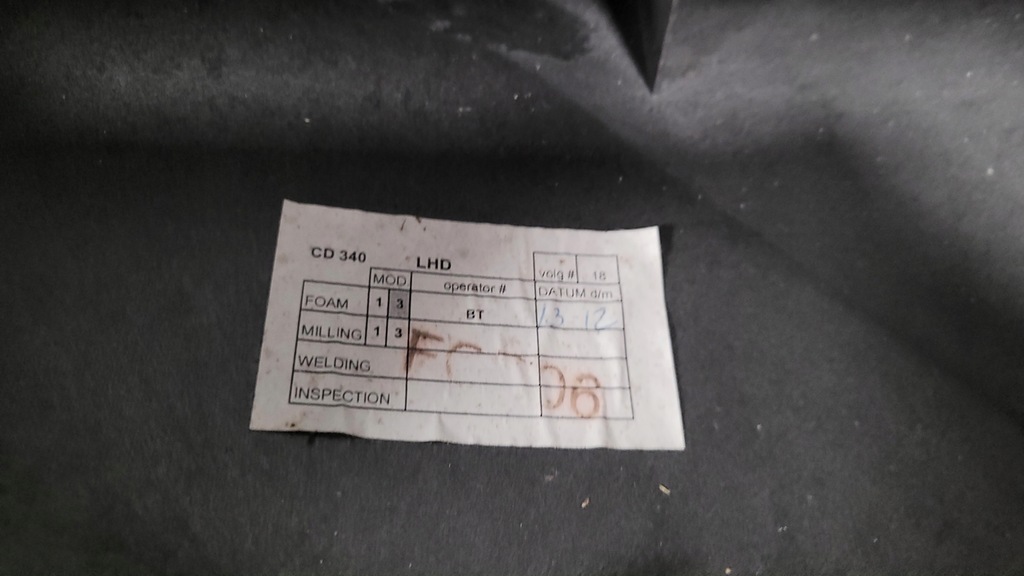 CD 340 LHD volg # 18
MOD operator # DATUM d/m
FOAM 1 3 BT 13 12
MILLING 1 3
WELDING
INSPECTION